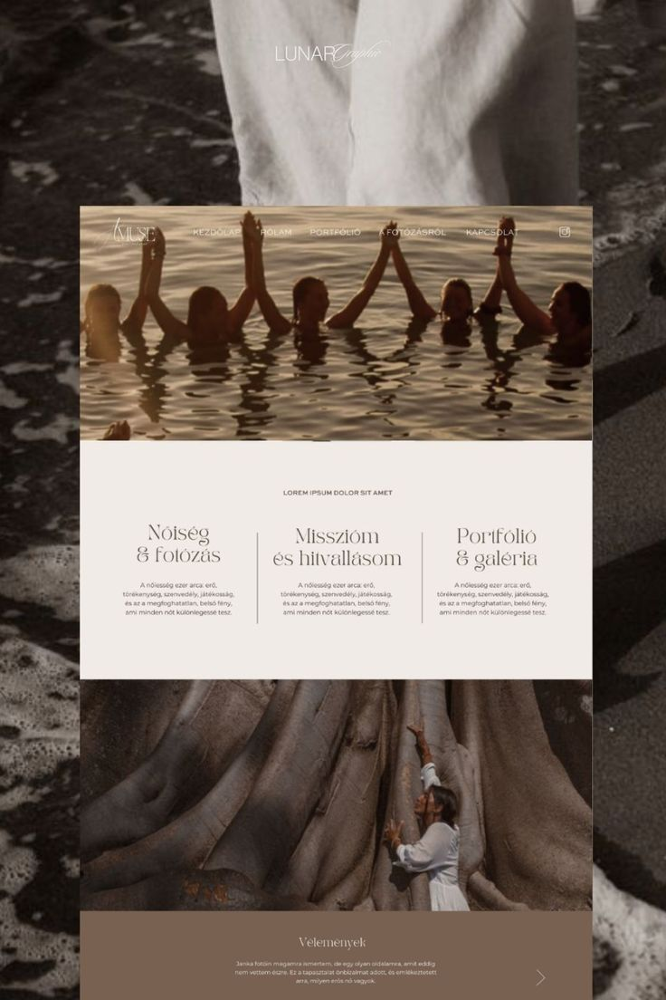 LUNAR Graphic
MUSE
KEZDŐLAP RÓLAM PORTFÓLIÓ A FOTÓZÁSRÓL KAPCSOLAT
LOREM IPSUM DOLOR SIT AMET
Nőiség
& fotózás
A nőiesség ezer arca: erő,
törékenység, szenvedély, játékosság,
és az a megfoghatatlan, belső fény,
ami minden nőt különlegessé tesz.
Misszióm
és hitvallásom
A nőiesség ezer arca: erő,
törékenység, szenvedély, játékosság,
és az a megfoghatatlan, belső fény,
ami minden nőt különlegessé tesz.
Portfólió
& galéria
A nőiesség ezer arca: erő,
törékenység, szenvedély, játékosság,
és az a megfoghatatlan, belső fény,
ami minden nőt különlegessé tesz.
Vélemények
Janka fotóin magamra ismertem, de egy olyan oldalamra, amit eddig
nem vettem észre. Ez a tapasztalat önbizalmat adott, és emlékeztetett
arra, milyen erős nő vagyok.